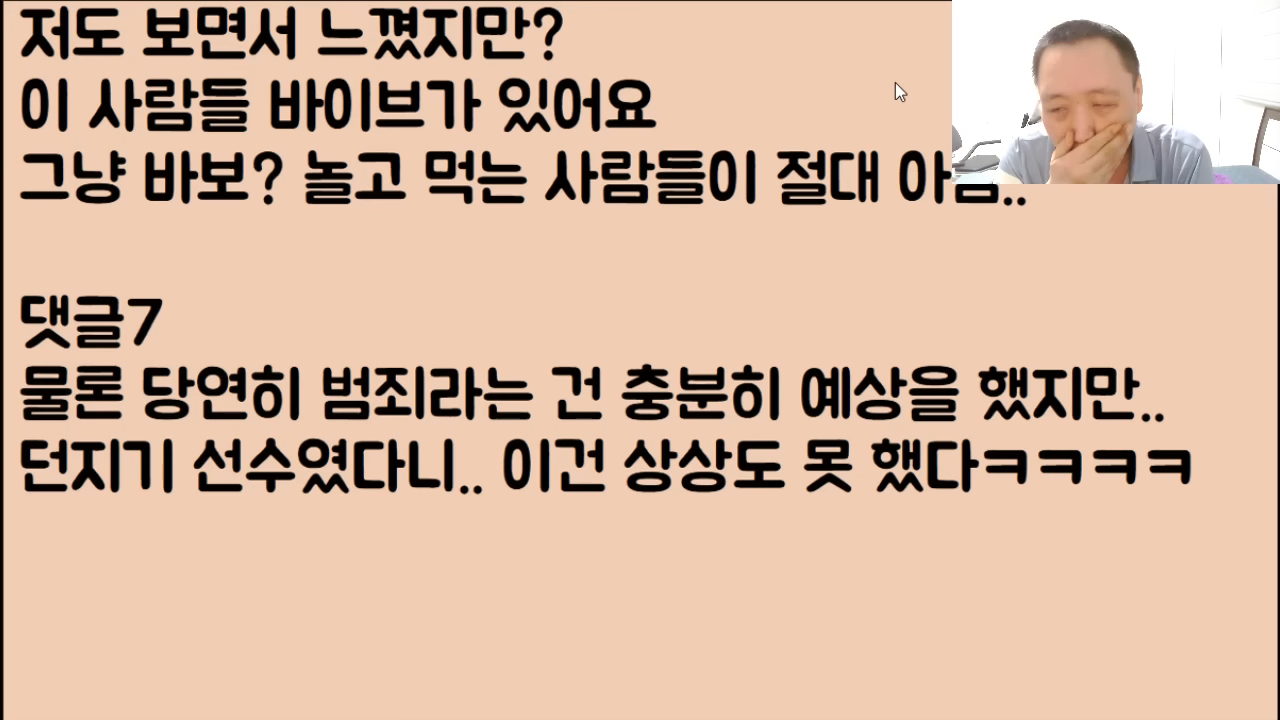 저도 보면서 느꼈지만?
이 사람들 바이브가 있어요
그냥 바보? 놀고 먹는 사람들이 절대 아님..
댓글7
물론 당연히 범죄라는 건 충분히 예상을 했지만..
던지기 선수였다니.. 이건 상상도 못 했다ㅋㅋㅋㅋ